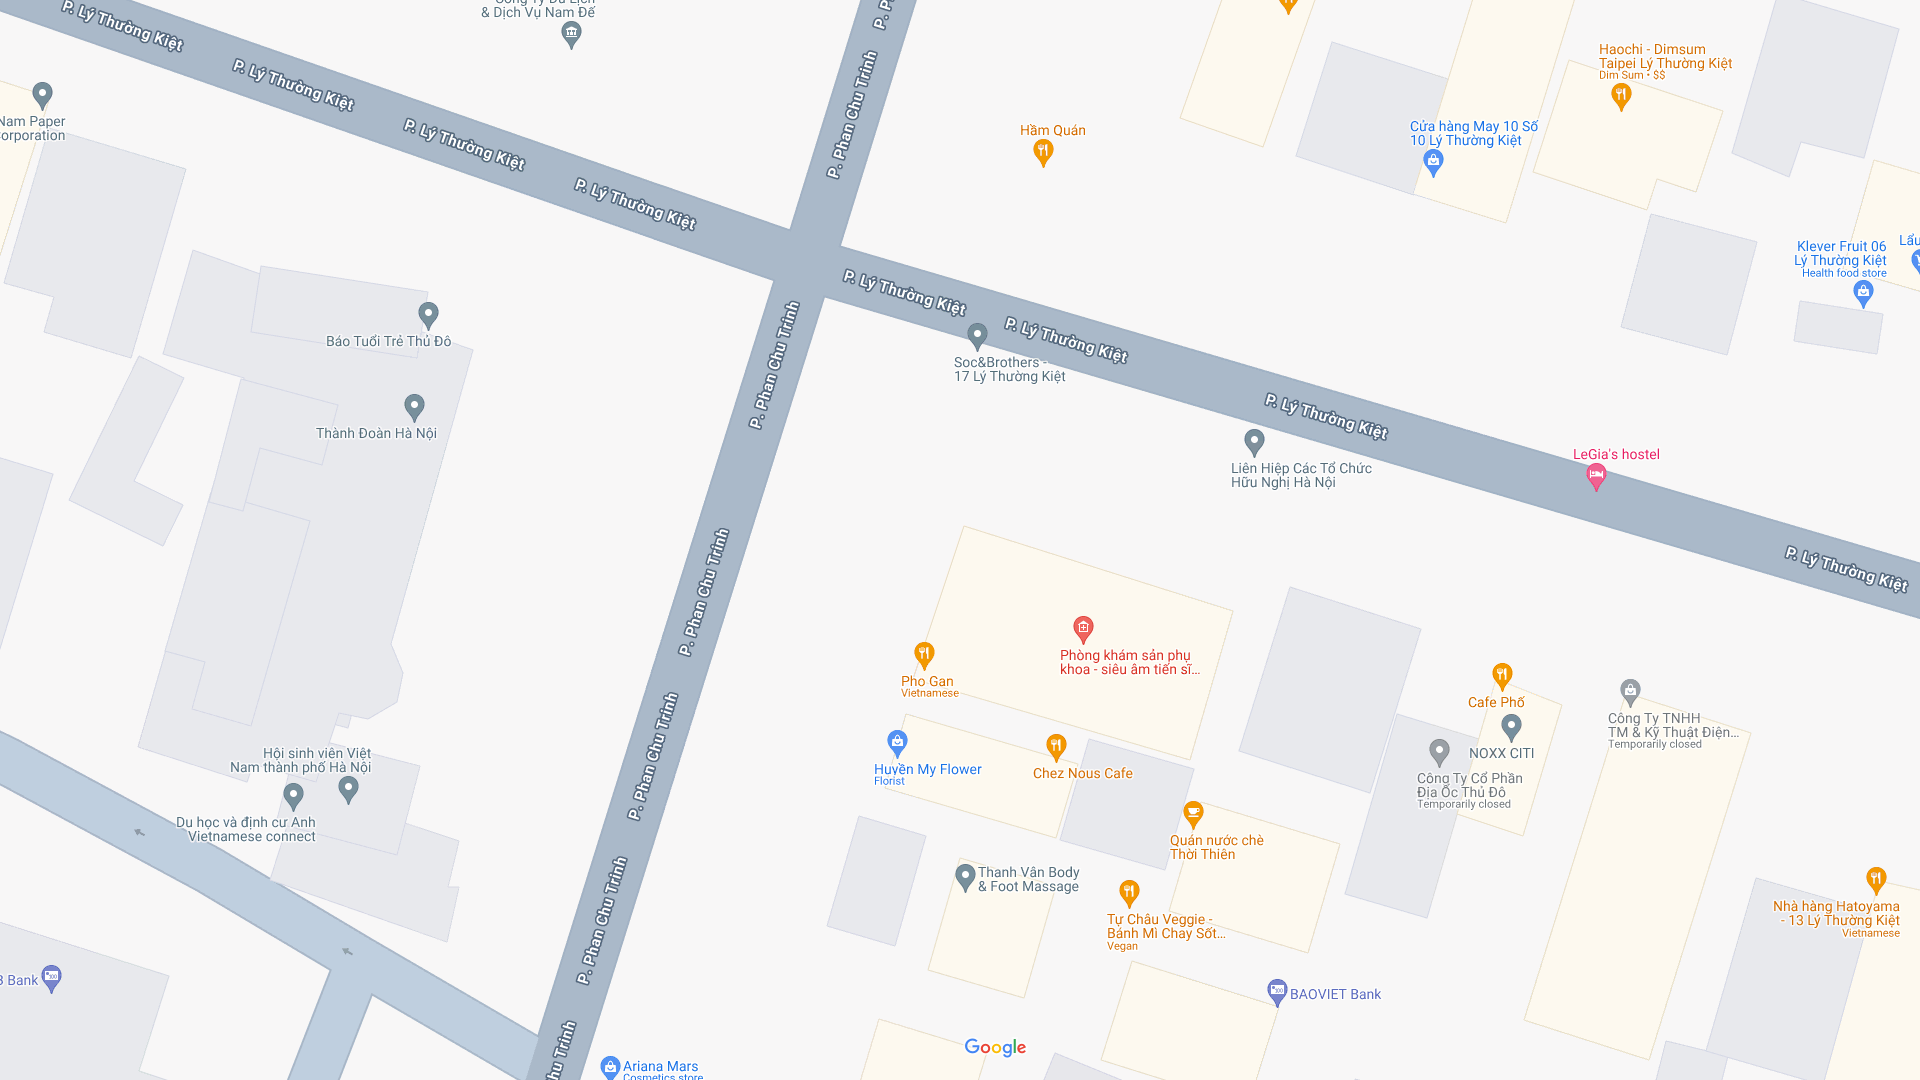 P. Lý Thường Kiệt
P. Lý Thường Kiệt
P. Lý Thường Kiệt
P. Lý Thường Kiệt
& Dịch Vụ Nam Đế
P. Phan Chu Trinh
Nam Paper
Corporation
Hầm Quán
Haochi - Dimsum
Taipei Lý Thường Kiệt
Dim Sum • $$
Cửa hàng May 10 Số
10 Lý Thường Kiệt
Klever Fruit 06
Lý Thường Kiệt
Health food store
Lẩu
P. Lý Thường Kiệt
P. Lý Thường Kiệt
P. Lý Thường Kiệt
P. Lý Thường Kiệt
Báo Tuổi Trẻ Thủ Đô
Thành Đoàn Hà Nội
P. Phan Chu Trinh
Soc&Brothers -
17 Lý Thường Kiệt
Liên Hiệp Các Tổ Chức
Hữu Nghị Hà Nội
LeGia's hostel
P. Phan Chu Trinh
Phòng khám sản phụ
khoa - siêu âm tiến sĩ...
Pho Gan
Vietnamese
Cafe Phố
NOXX CITI
Công Ty TNHH
TM & Kỹ Thuật Điện...
Temporarily closed
Công Ty Cổ Phần
Địa Ốc Thủ Đô
Temporarily closed
P. Phan Chu Trinh
Hội sinh viên Việt
Nam thành phố Hà Nội
Du học và định cư Anh
Vietnamese connect
Huyền My Flower
Florist
Chez Nous Cafe
Quán nước chè
Thời Thiên
Thanh Vân Body
& Foot Massage
Tự Châu Veggie -
Bánh Mì Chay Sốt...
Vegan
Nhà hàng Hatoyama
- 13 Lý Thường Kiệt
Vietnamese
P. Phan Chu Trinh
B Bank
BAOVIET Bank
Google
Chu Trinh
Ariana Mars
Cosmetics store